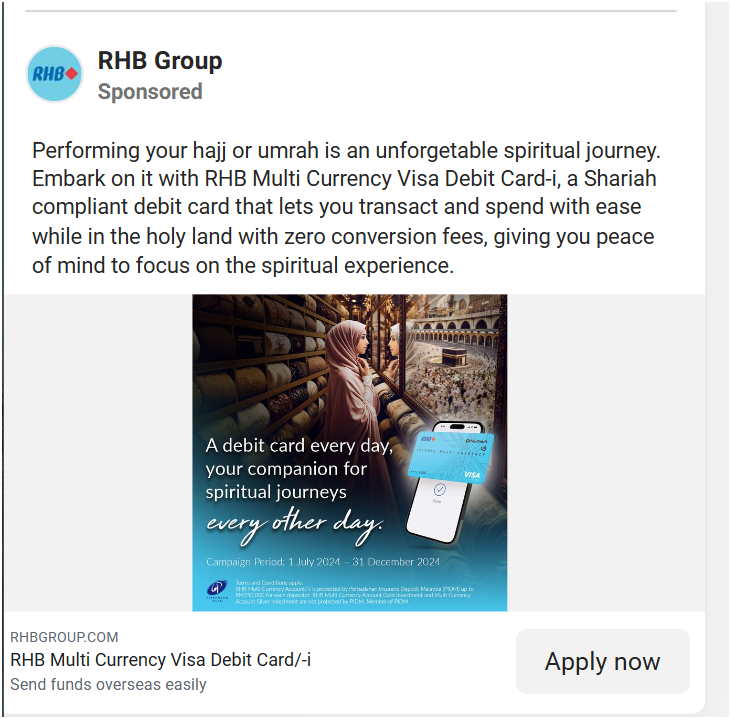 RHB
RHB Group
Sponsored
Performing your hajj or umrah is an unforgetable spiritual journey.
Embark on it with RHB Multi Currency Visa Debit Card-i, a Shariah
compliant debit card that lets you transact and spend with ease
while in the holy land with zero conversion fees, giving you peace
of mind to focus on the spiritual experience.
RHB
ISLAMIC MULTI CURRENCY
VISA
A debit card every day,
your companion for
spiritual journeys
every other day.
Campaign Period: 1 July 2024 – 31 December 2024
Terms and Conditions apply.
RHB Multi Currency Account/-i is protected by Perbadanan Insurans Deposit Malaysia (PIDM) up to
RM250,000 for each depositor. RHB Multi Currency Account Gold Investment and Multi Currency
Account Silver Investment are not protected by PIDM. Member of PIDM
RHBGROUP.COM
RHB Multi Currency Visa Debit Card/-i
Send funds overseas easily
Apply now